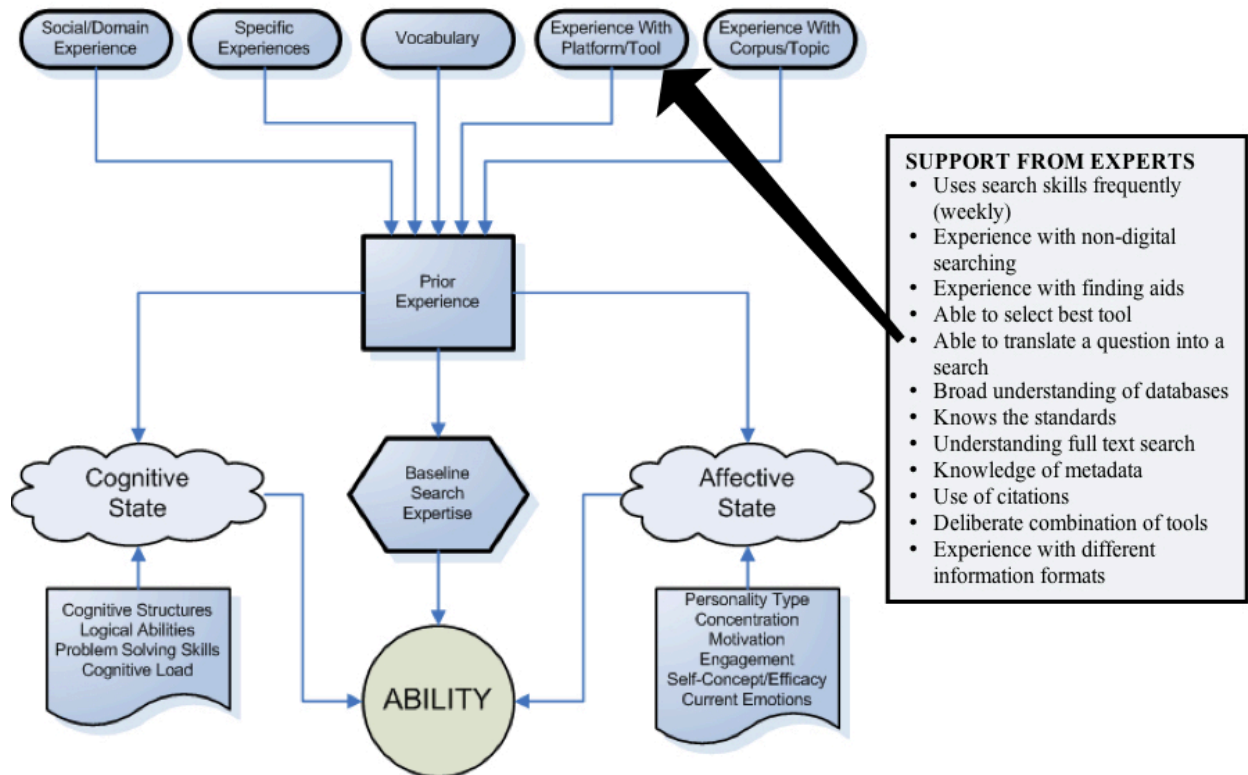 Social/Domain
Experience
Specific
Experiences
Vocabulary
Experience With
Platform/Tool
Experience With
Corpus/Topic
SUPPORT FROM EXPERTS
• Uses search skills frequently
(weekly)
• Experience with non-digital
searching
• Experience with finding aids
• Able to select best tool
• Able to translate a question into a
search
• Broad understanding of databases
• Knows the standards
• Understanding full text search
• Knowledge of metadata
• Use of citations
• Deliberate combination of tools
• Experience with different
information formats
Prior
Experience
Cognitive
State
Baseline
Search
Expertise
Affective
State
Cognitive Structures
Logical Abilities
Problem Solving Skills
Cognitive Load
Personality Type
Concentration
Motivation
Engagement
Self-Concept/Efficacy
Current Emotions
ABILITY